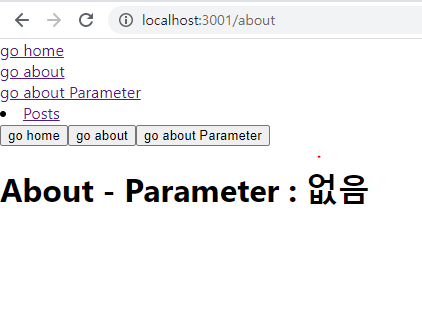 localhost:3001/about
go home
go about
go about Parameter
Posts
go home go about go about Parameter
About - Parameter : 없음